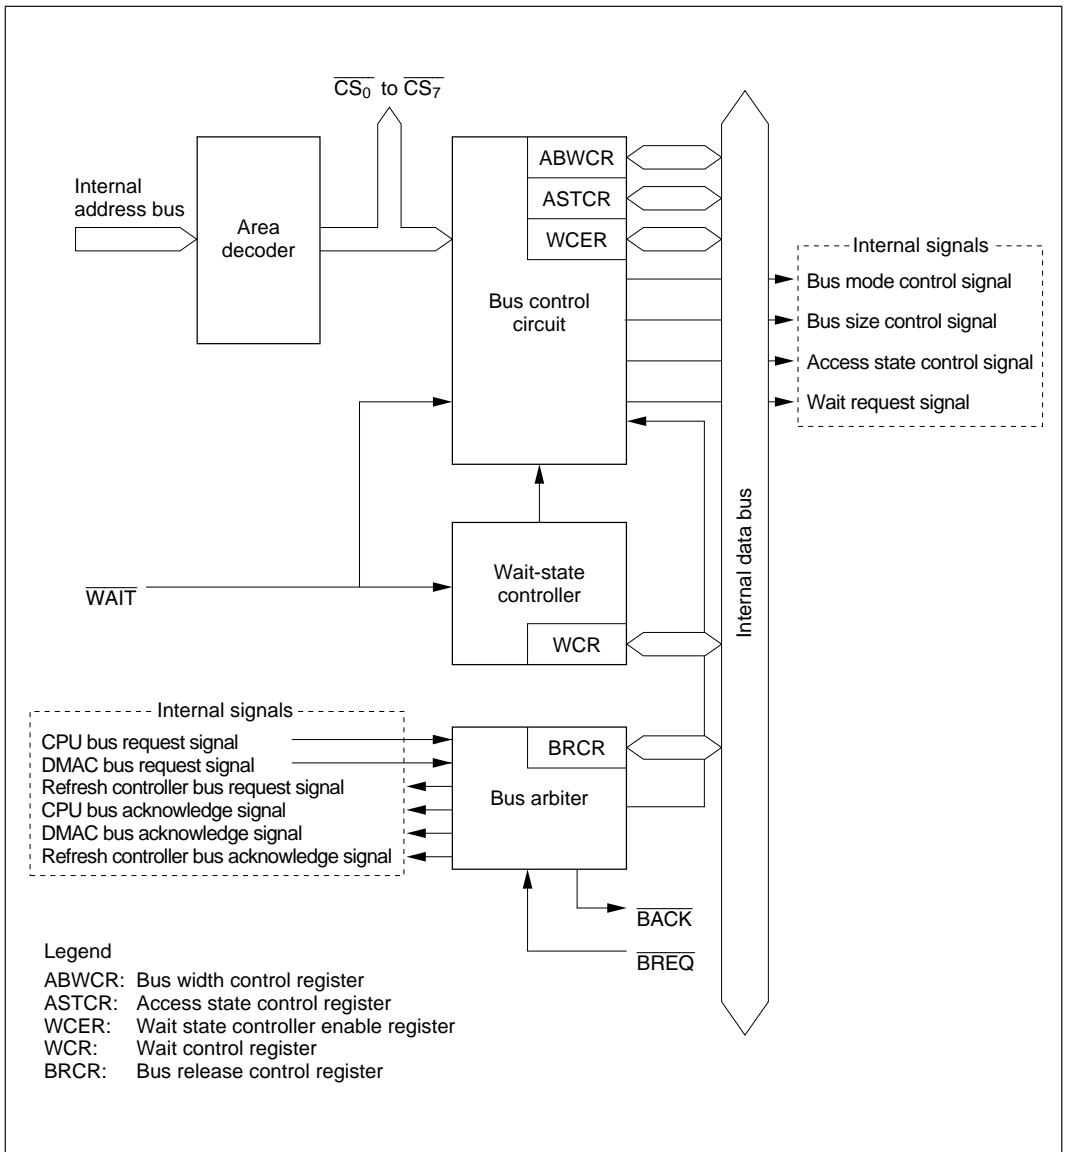 CS0 to CS7
Internal
address bus
Area
decoder
ABWCR
ASTCR
WCER
Bus control
circuit
Internal signals
Bus mode control signal
Bus size control signal
Access state control signal
Wait request signal
Internal data bus
WAIT
Wait-state
controller
WCR
Internal signals
CPU bus request signal
DMAC bus request signal
Refresh controller bus request signal
CPU bus acknowledge signal
DMAC bus acknowledge signal
Refresh controller bus acknowledge signal
BRCR
Bus arbiter
BACK
BREQ
Legend
ABWCR: Bus width control register
ASTCR: Access state control register
WCER: Wait state controller enable register
WCR: Wait control register
BRCR: Bus release control register